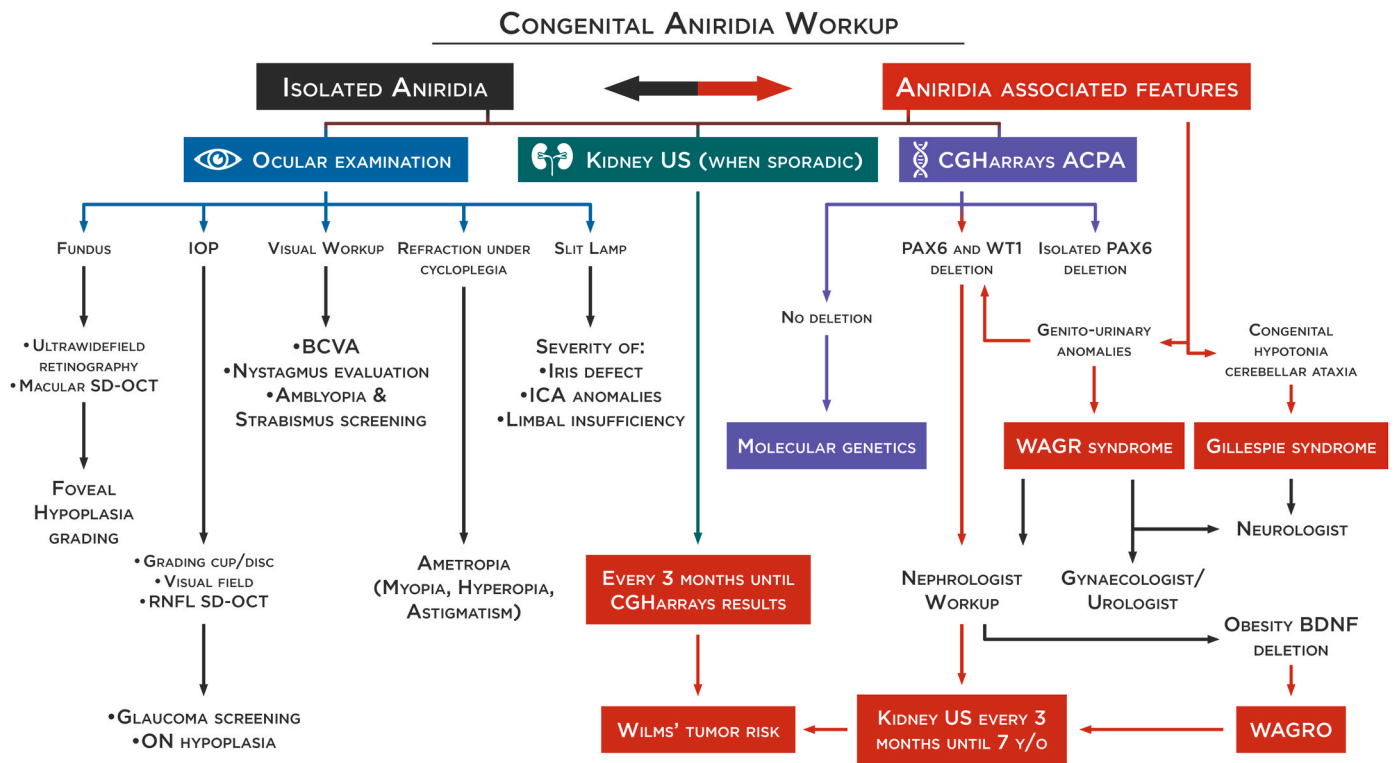 Congenital Aniridia Workup
Isolated Aniridia
Aniridia associated features
Ocular examination
Kidney US (when sporadic)
CGHarrays ACPA
Fundus
IOP
Visual Workup
Refraction under
cycloplegia
Slit Lamp
PAX6 and WT1
deletion
Isolated PAX6
deletion
No deletion
Genito-urinary
anomalies
Congenital
hypotonia
cerebellar ataxia
•Ultrawidefield
retinography
•Macular SD-OCT
•BCVA
•Nystagmus evaluation
•Amblyopia &
Strabismus screening
Severity of:
•Iris defect
•ICA anomalies
•Limbal insufficiency
Molecular genetics
WAGR syndrome
Gillespie syndrome
Foveal
Hypoplasia
grading
Neurologist
•Grading cup/disc
•Visual field
•RNFL SD-OCT
Ametropia
(Myopia, Hyperopia,
Astigmatism)
Every 3 months until
CGHarrays results
Nephrologist
Workup
Gynaecologist/
Urologist
Obesity BDNF
deletion
•Glaucoma screening
•ON hypoplasia
Wilms' tumor risk
Kidney US every 3
months until 7 y/o
WAGRO